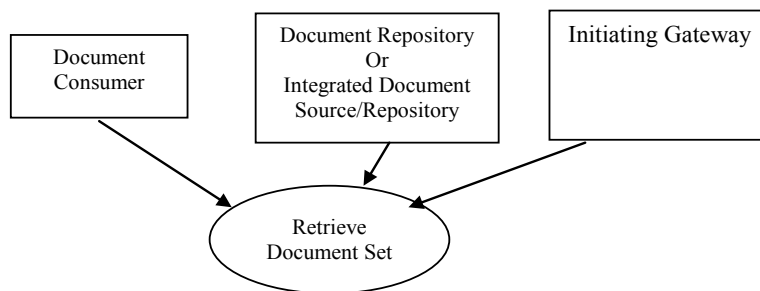 Document
Consumer
Document Repository
Or
Integrated Document
Source/Repository
Initiating Gateway
Retrieve
Document Set